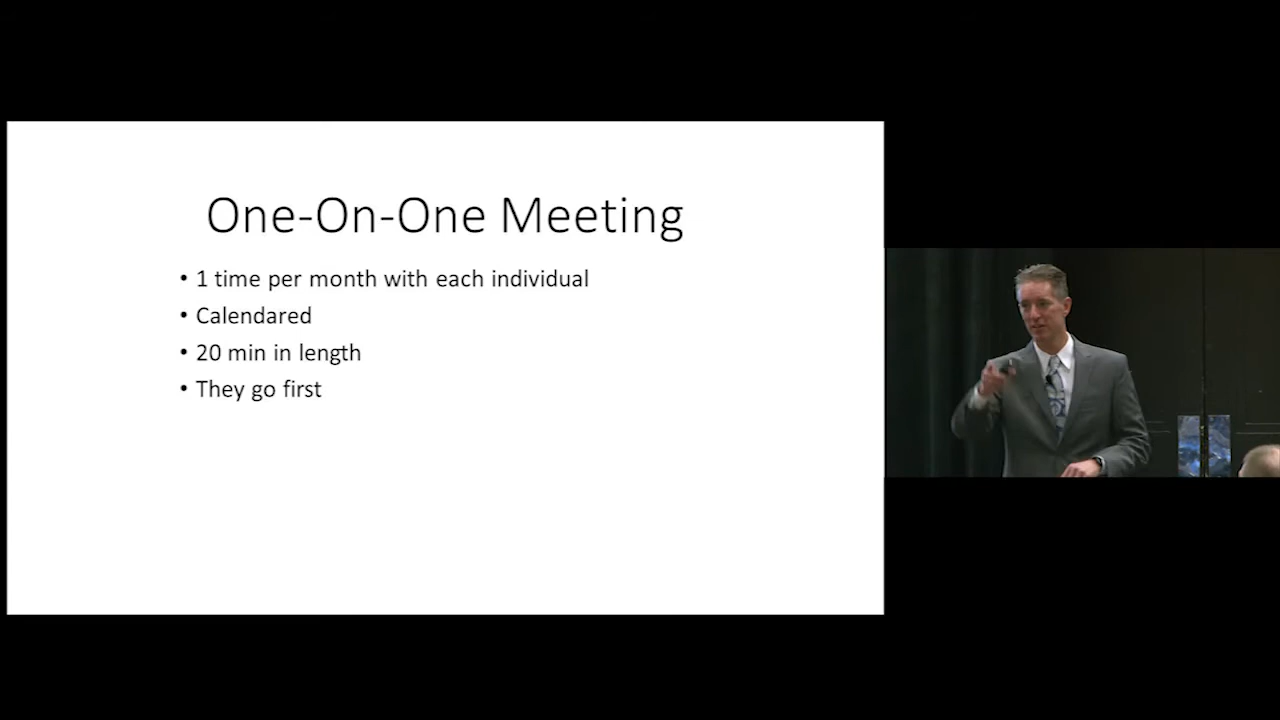 One-On-One Meeting
• 1 time per month with each individual
• Calendared
• 20 min in length
• They go first